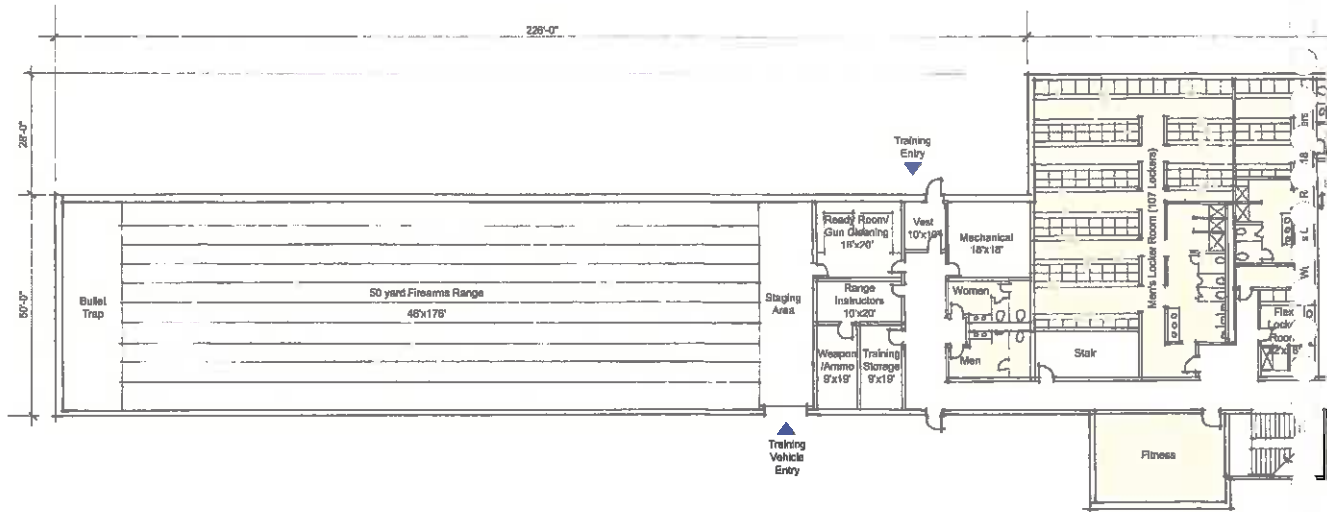 226'-0"
28'-0"
50'-0"
Training
Entry
Ready Room/
Gun Cleaning
18'x20'
Vest
10'x10'
Mechanical
18'x18'
Men's Locker Room (107 Lockers)
Bullet
Trap
50 yard Firearms Range
46'x176'
Staging
Area
Range
Instructors
10'x20'
Women
Men
Weapon
/Ammo
9'x19'
Training
Storage
9'x19'
Stair
Flex
Training
Vehicle
Entry
Fitness